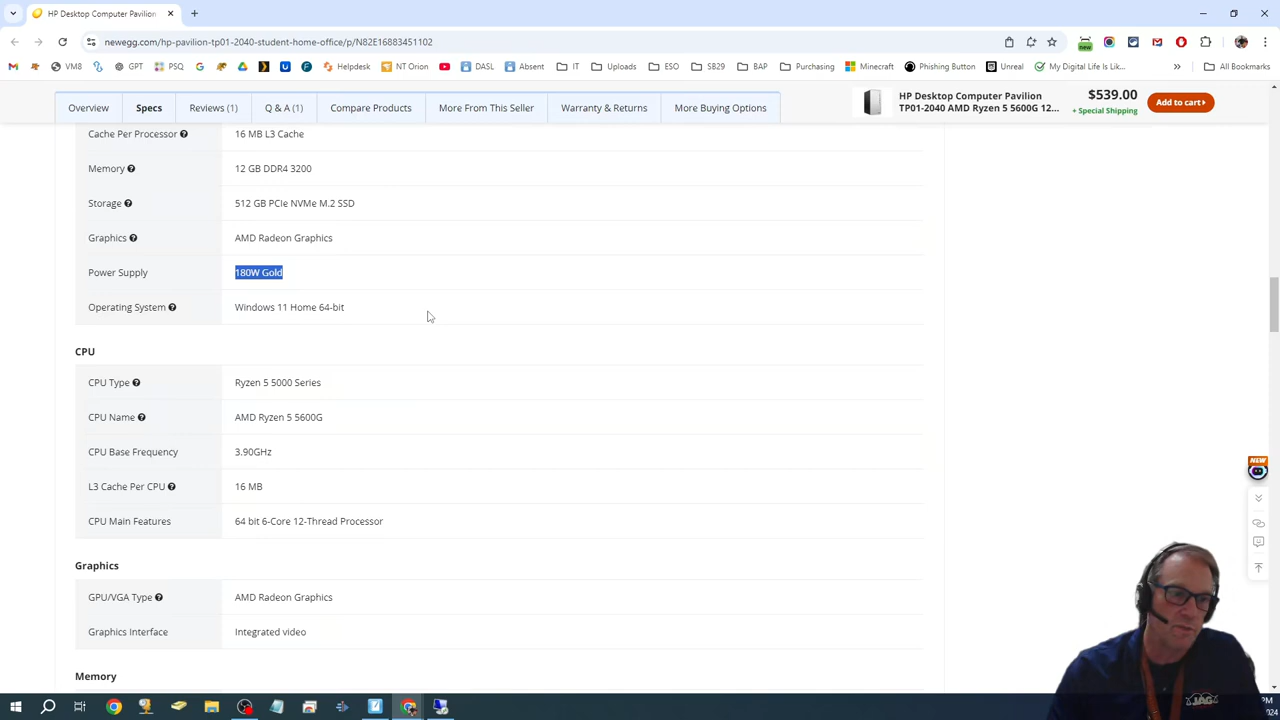 HP Desktop Computer Pavilion
newegg.com/hp-pavilion-tp01-2040-student-home-office/p/N82E16883451102
new
VM8
GPT
PSQ
Helpdesk
NT Orion
DASL
Absent
IT
Uploads
ESO
SB29
BAP
Purchasing
Minecraft
Phishing Button
Unreal
My Digital Life Is Lik...
»
All Bookmarks
Overview
Specs
Reviews (1)
Q & A (1)
Compare Products
More From This Seller
Warranty & Returns
More Buying Options
HP Desktop Computer Pavilion
TP01-2040 AMD Ryzen 5 5600G 12...
$539.00
+ Special Shipping
Add to cart
Cache Per Processor 16 MB L3 Cache
Memory 12 GB DDR4 3200
Storage 512 GB PCIe NVMe M.2 SSD
Graphics AMD Radeon Graphics
Power Supply 180W Gold
Operating System Windows 11 Home 64-bit
CPU
CPU Type Ryzen 5 5000 Series
CPU Name AMD Ryzen 5 5600G
CPU Base Frequency 3.90GHz
L3 Cache Per CPU 16 MB
CPU Main Features 64 bit 6-Core 12-Thread Processor
NEW
Graphics
GPU/VGA Type AMD Radeon Graphics
Graphics Interface Integrated video
Memory
JAG
PM
2024